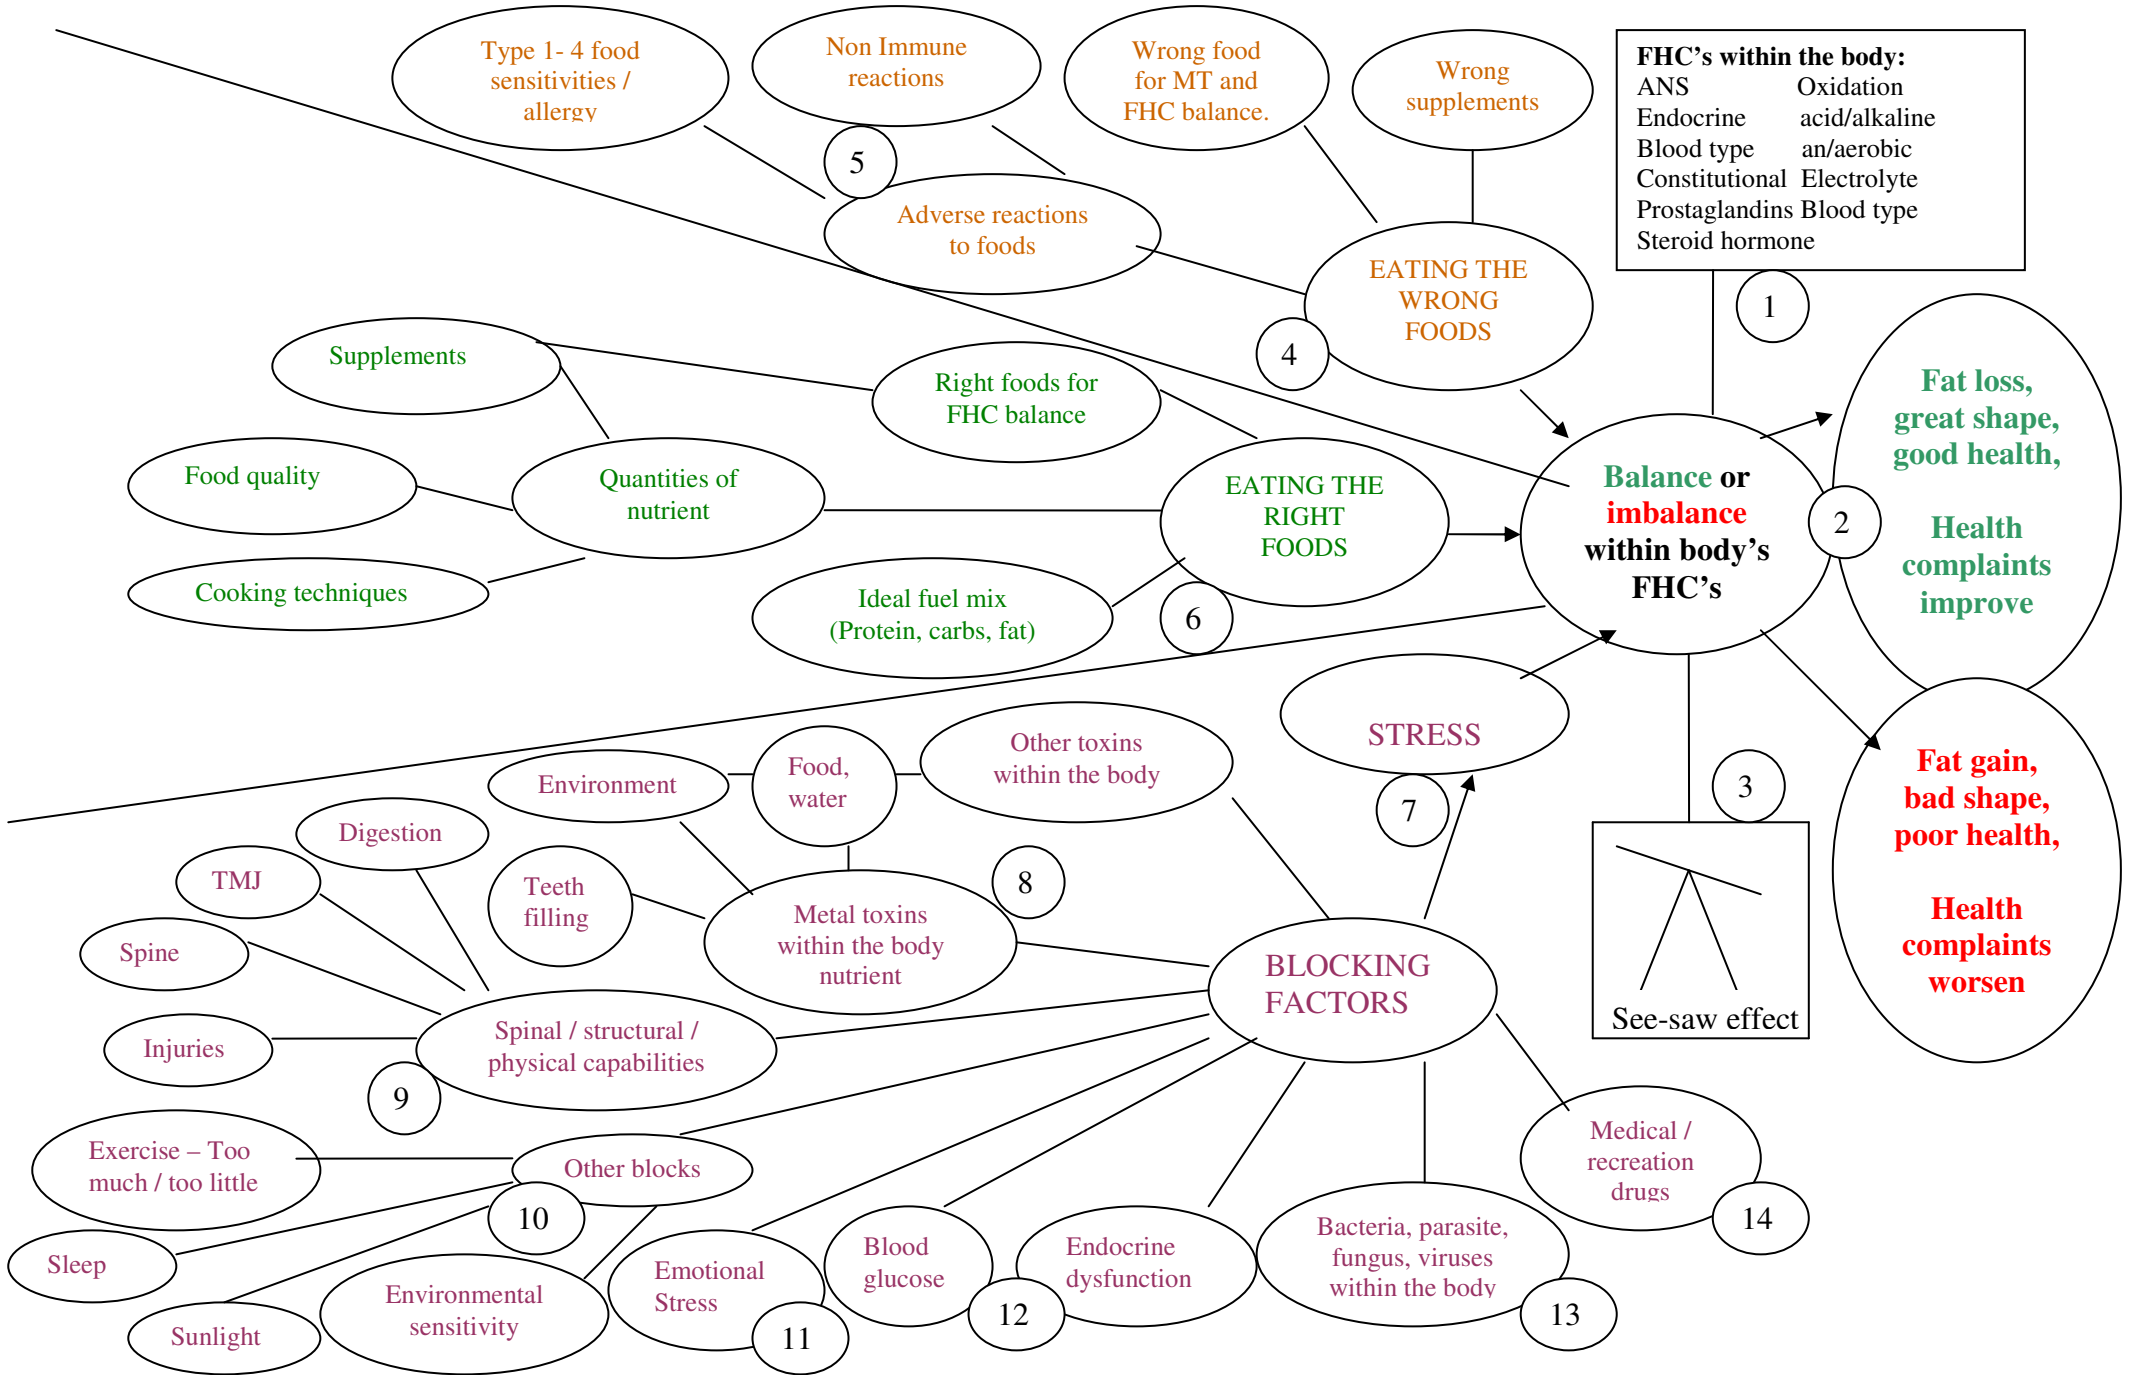 Type 1- 4 food
sensitivities /
allergy
Non Immune
reactions
Wrong food
for MT and
FHC balance.
Wrong
supplements
FHC's within the body:
ANS Oxidation
Endocrine acid/alkaline
Blood type an/aerobic
Constitutional Electrolyte
Prostaglandins Blood type
Steroid hormone
5
Adverse reactions
to foods
EATING THE
WRONG
FOODS
4
1
Supplements
Right foods for
FHC balance
Food quality
Quantities of
nutrient
EATING THE
RIGHT
FOODS
Cooking techniques
Ideal fuel mix
(Protein, carbs, fat)
6
Balance or
imbalance
within body's
FHC's
2
Fat loss,
great shape,
good health,
Health
complaints
improve
STRESS
7
3
See-saw effect
Fat gain,
bad shape,
poor health,
Health
complaints
worsen
Environment
Food,
water
Other toxins
within the body
Digestion
TMJ
Teeth
filling
Metal toxins
within the body
nutrient
8
Spine
BLOCKING
FACTORS
Injuries
Spinal / structural /
physical capabilities
9
Exercise – Too
much / too little
Other blocks
10
Sleep
Sunlight
Environmental
sensitivity
Emotional
Stress
11
Blood
glucose
12
Endocrine
dysfunction
Bacteria, parasite,
fungus, viruses
within the body
13
Medical /
recreation
drugs
14